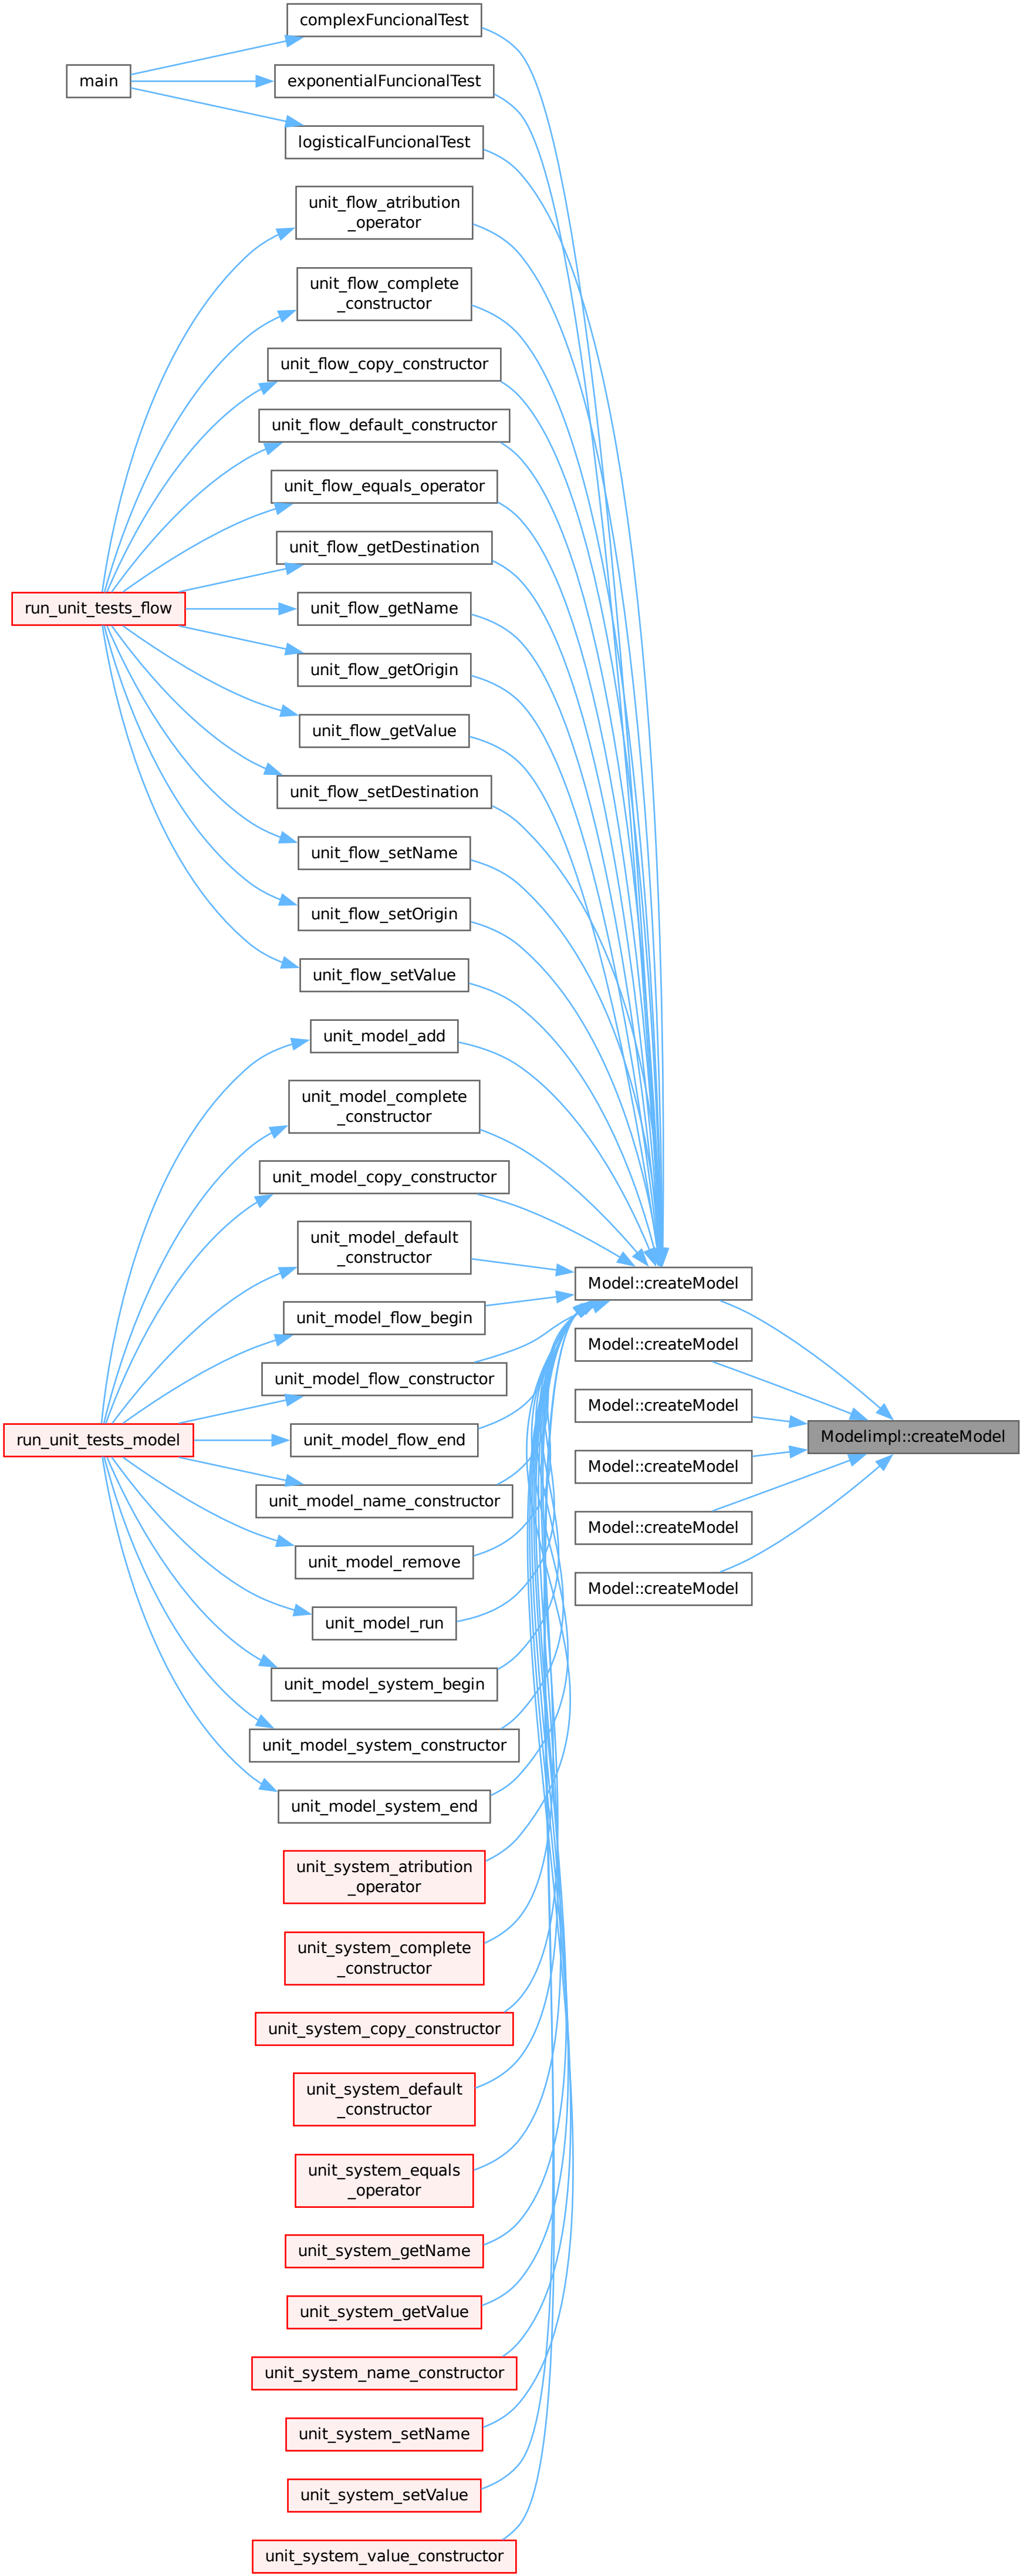 complexFuncionalTest
main
exponentialFuncionalTest
logisticalFuncionalTest
unit_flow_atribution
_operator
unit_flow_complete
_constructor
unit_flow_copy_constructor
unit_flow_default_constructor
unit_flow_equals_operator
unit_flow_getDestination
run_unit_tests_flow
unit_flow_getName
unit_flow_getOrigin
unit_flow_getValue
unit_flow_setDestination
unit_flow_setName
unit_flow_setOrigin
unit_flow_setValue
unit_model_add
unit_model_complete
_constructor
unit_model_copy_constructor
unit_model_default
_constructor
Model::createModel
unit_model_flow_begin
Model::createModel
unit_model_flow_constructor
Model::createModel
run_unit_tests_model
unit_model_flow_end
Modelimpl::createModel
Model::createModel
unit_model_name_constructor
Model::createModel
unit_model_remove
Model::createModel
unit_model_run
unit_model_system_begin
unit_model_system_constructor
unit_model_system_end
unit_system_atribution
_operator
unit_system_complete
_constructor
unit_system_copy_constructor
unit_system_default
_constructor
unit_system_equals
_operator
unit_system_getName
unit_system_getValue
unit_system_name_constructor
unit_system_setName
unit_system_setValue
unit_system_value_constructor